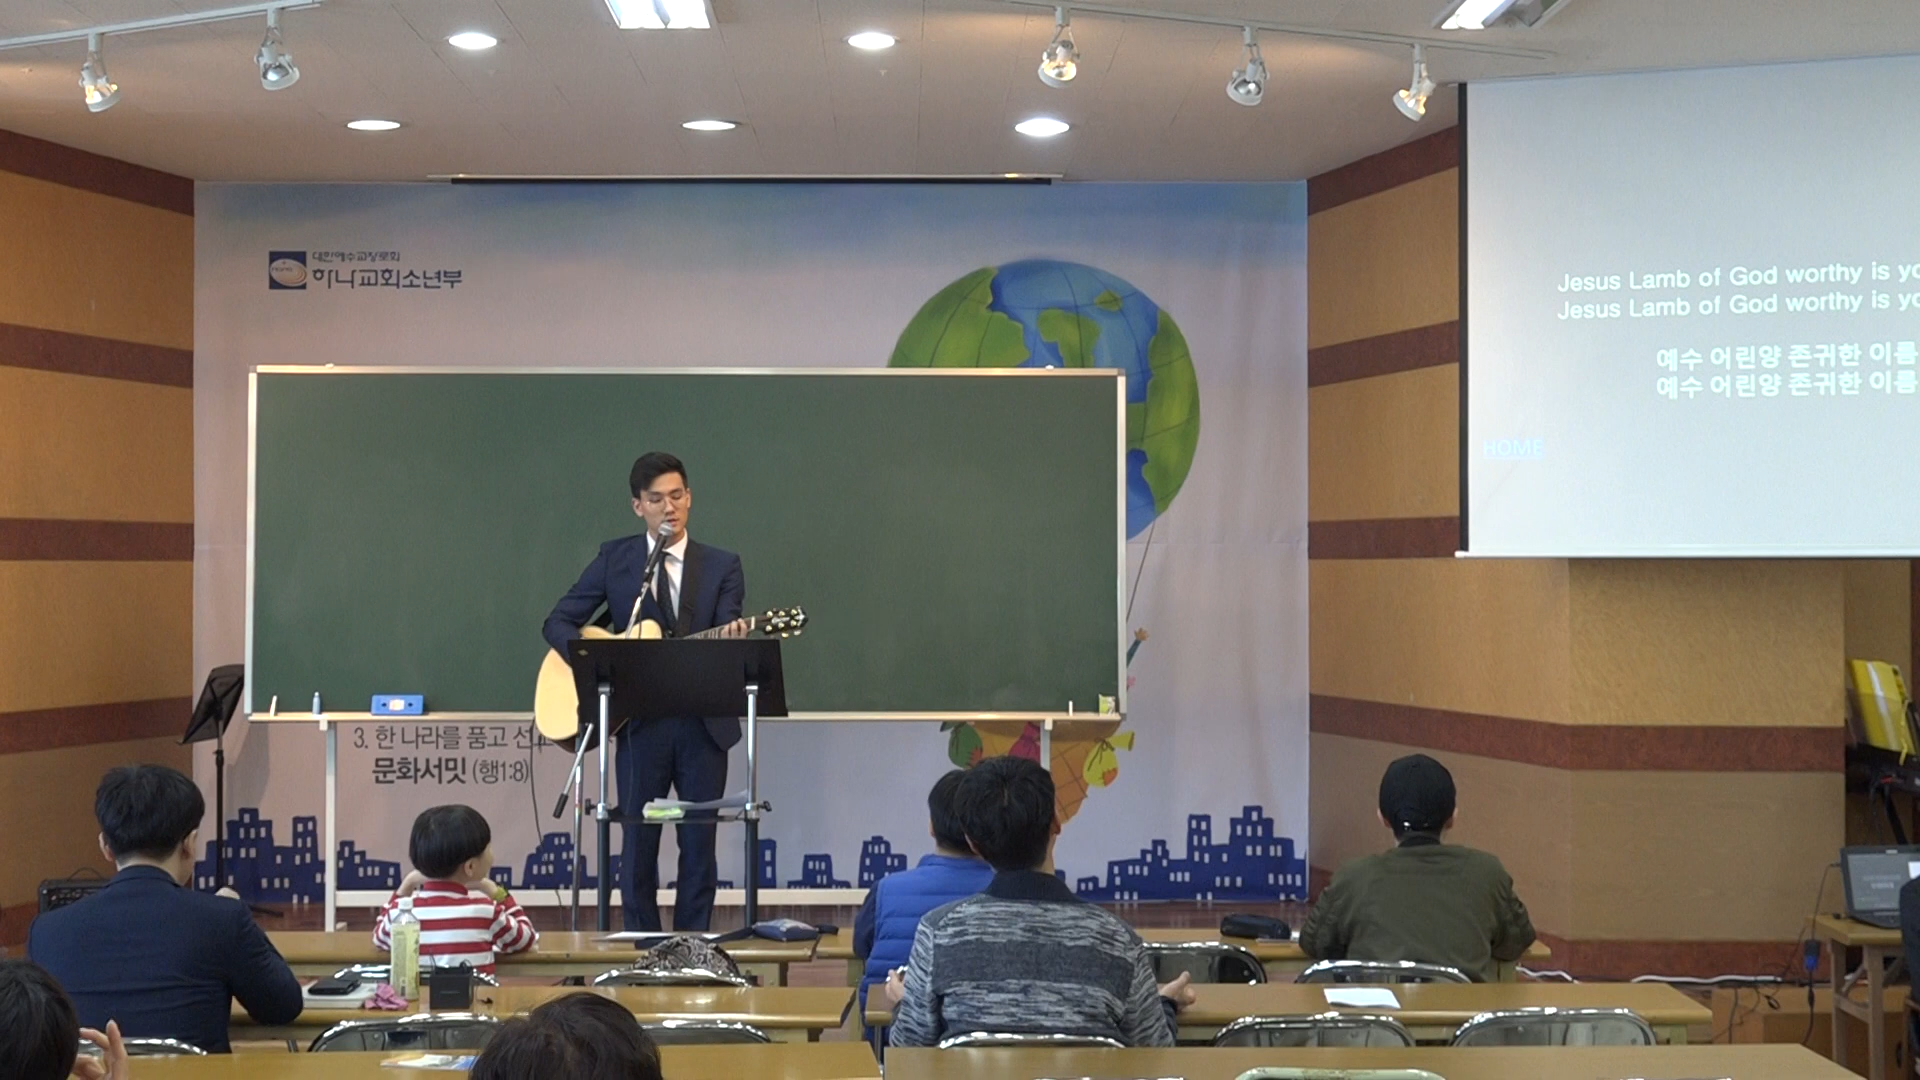 대한예수교장로회
하나교회소년부
3. 한 나라를 품고 선교
문화서밋 (행1:8)
Jesus Lamb of God worthy is yo
Jesus Lamb of God worthy is yo
예수 어린양 존귀한 이름
예수 어린양 존귀한 이름
HOME